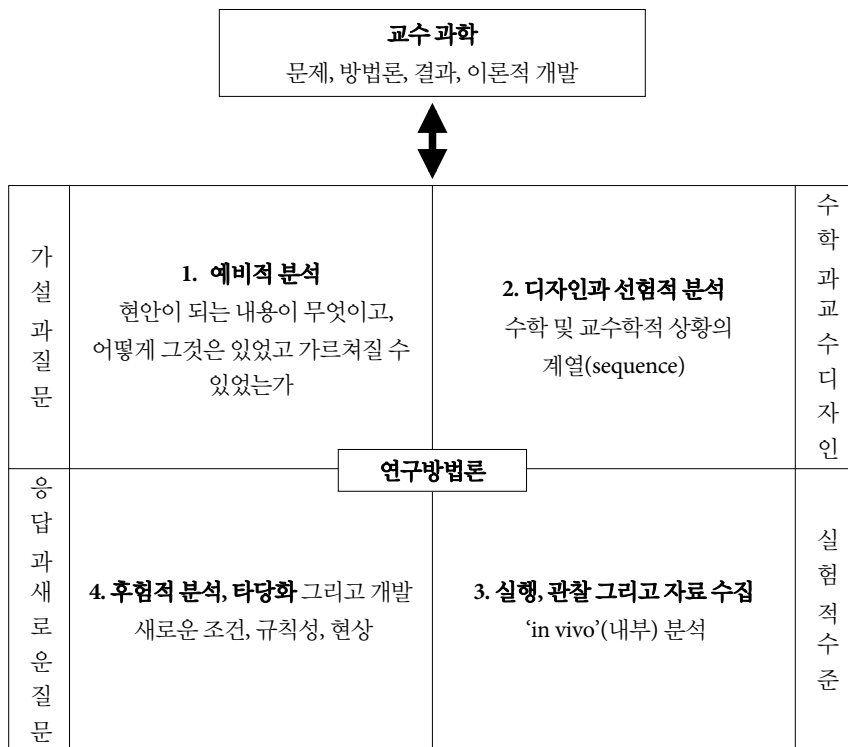 교수 과학
문제, 방법론, 결과, 이론적 개발
가설과질문
1. 예비적 분석
현안이 되는 내용이 무엇이고,
어떻게 그것은 있었고 가르쳐질 수
있었는가
2. 디자인과 선험적 분석
수학 및 교수학적 상황의
계열(sequence)
수학과교수디자인
연구방법론
응답과새로운질문
4. 후험적 분석, 타당화 그리고 개발
새로운 조건, 규칙성, 현상
3. 실행, 관찰 그리고 자료 수집
‘in vivo’(내부) 분석
실험적수준